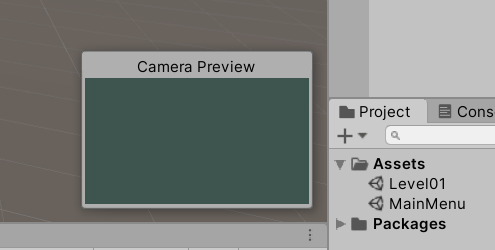 Camera Preview
Project
Cons
Assets
Level01
MainMenu
Packages